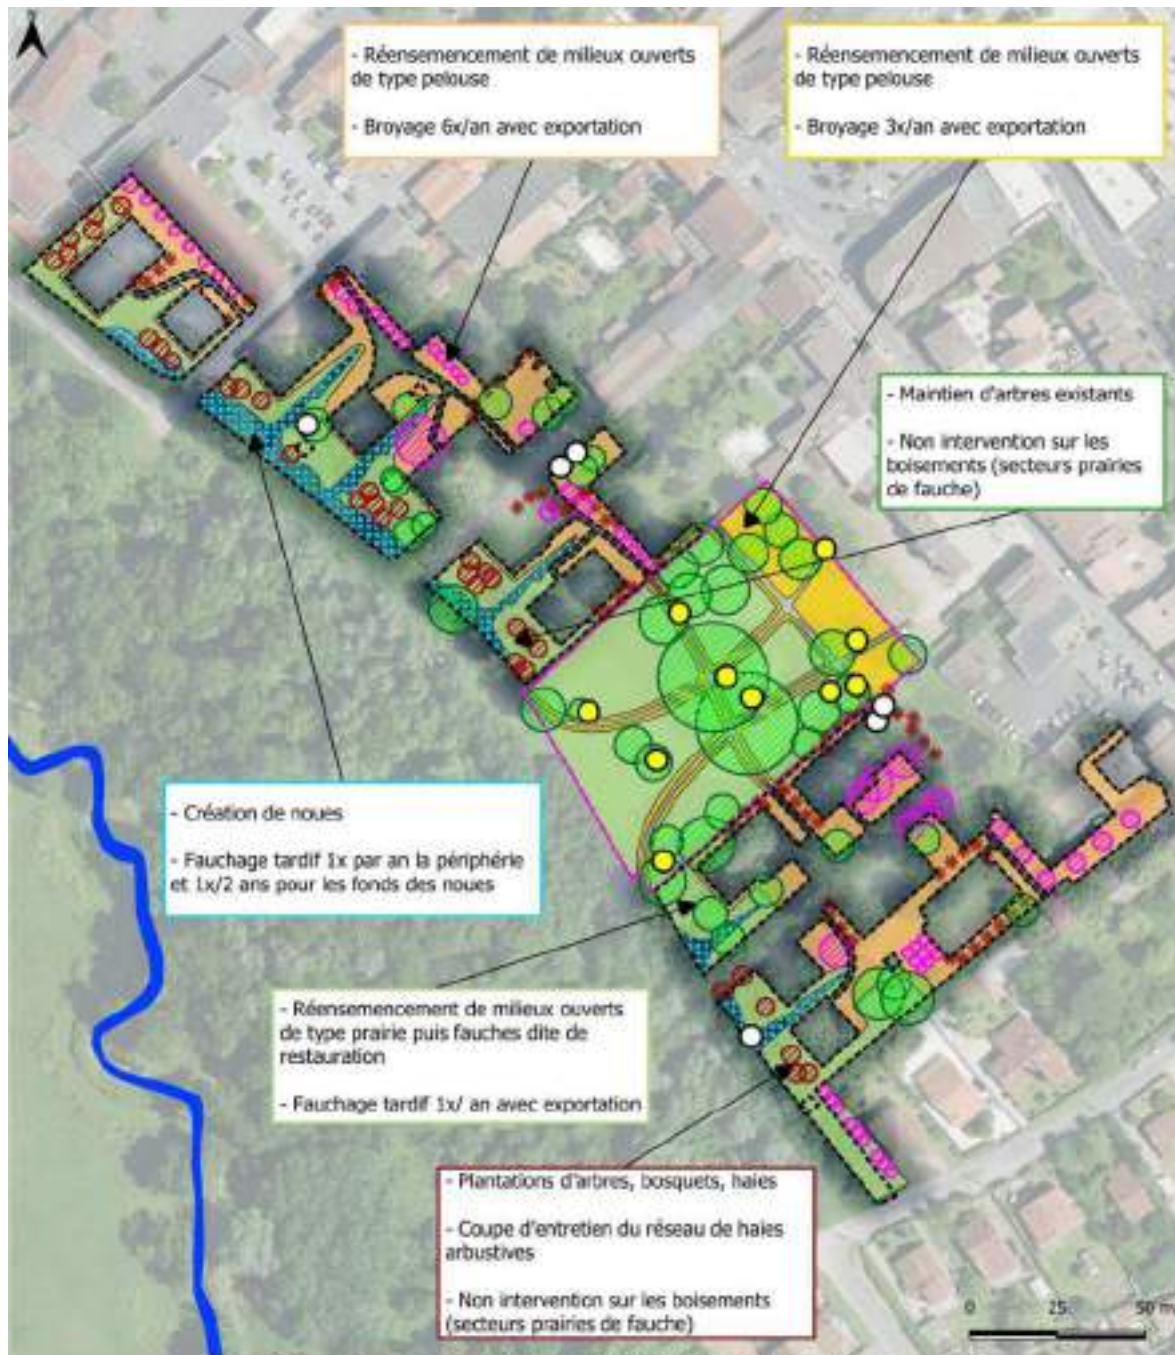 - Réensemencement de milieux ouverts
de type pelouse
- Broyage 6x/an avec exportation
- Réensemencement de milieux ouverts
de type pelouse
- Broyage 3x/an avec exportation
- Maintien d'arbres existants
- Non intervention sur les
boisements (secteurs prairies
de fauche)
- Création de noues
- Fauchage tardif 1x par an la périphérie
et 1x/2 ans pour les fonds des noues
- Réensemencement de milieux ouverts
de type prairie puis fauches dite de
restauration
- Fauchage tardif 1x/ an avec exportation
- Plantations d'arbres, bosquets, haies
- Coupe d'entretien du réseau de haies
arbustives
- Non intervention sur les boisements
(secteurs prairies de fauche)
0 25 50 m